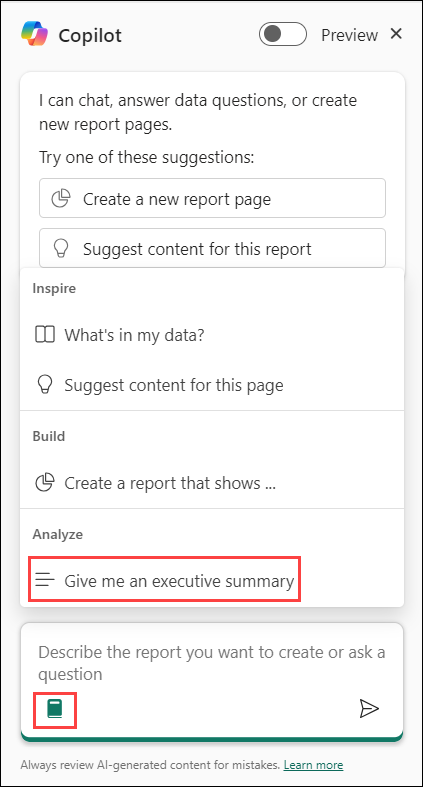 Copilot
Preview
I can chat, answer data questions, or create
new report pages.
Try one of these suggestions:
Create a new report page
Suggest content for this report
Inspire
What's in my data?
Suggest content for this page
Build
Create a report that shows ...
Analyze
Give me an executive summary
Describe the report you want to create or ask a
question
Always review AI-generated content for mistakes. Learn more